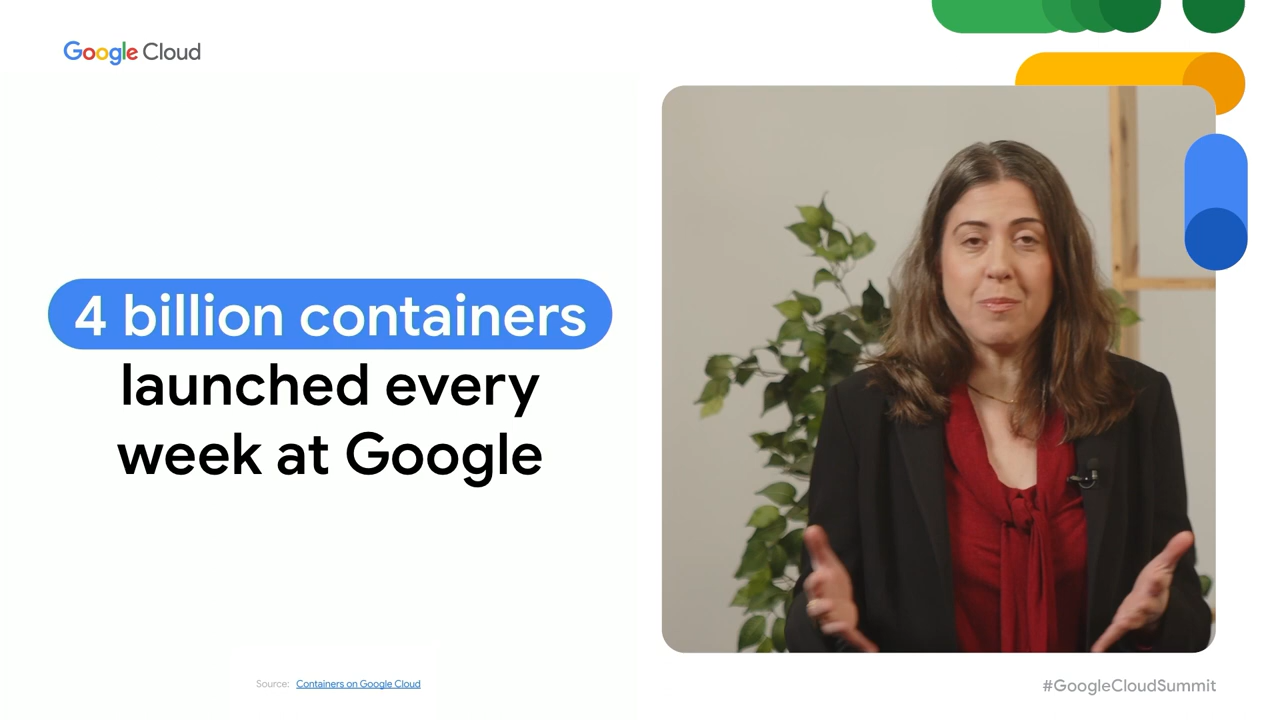 Google Cloud
4 billion containers
launched every
week at Google
Source: Containers on Google Cloud
#GoogleCloudSummit